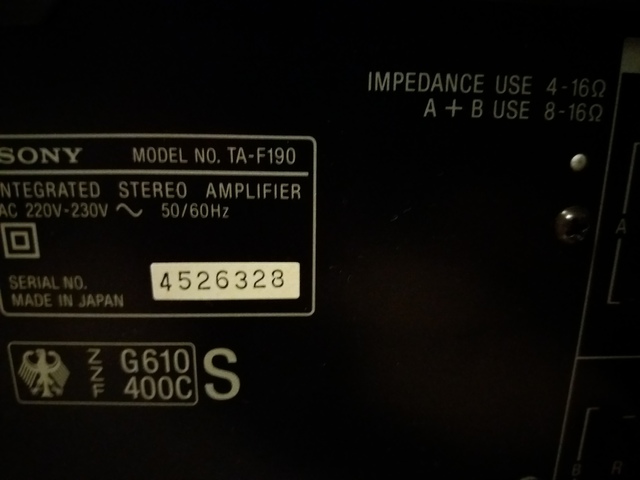 IMPEDANCE USE 4-16Ω
A + B USE 8-16Ω
SONY MODEL NO. TA-F190
INTEGRATED STEREO AMPLIFIER
AC 220V-230V ~ 50/60Hz
SERIAL NO. 4526328
MADE IN JAPAN
ZZF G610 S
400C
A
B R